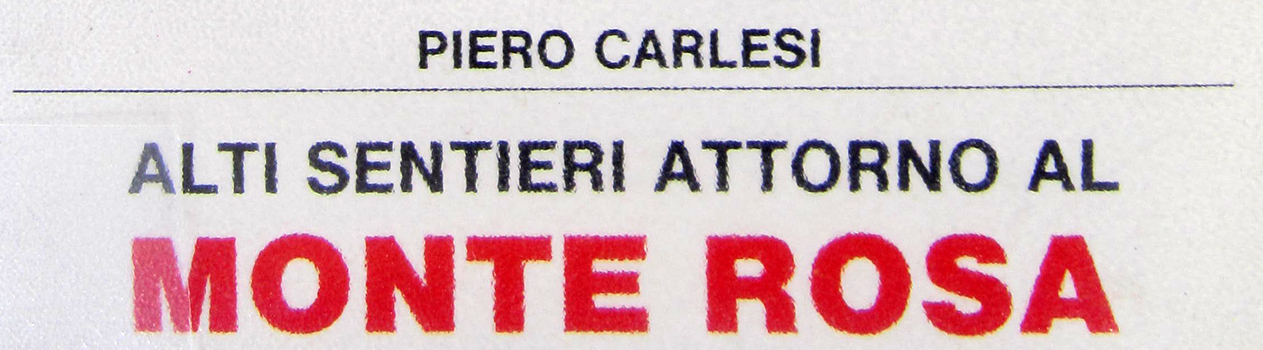 PIERO CARLESI
ALTI SENTIERI ATTORNO AL
MONTE ROSA